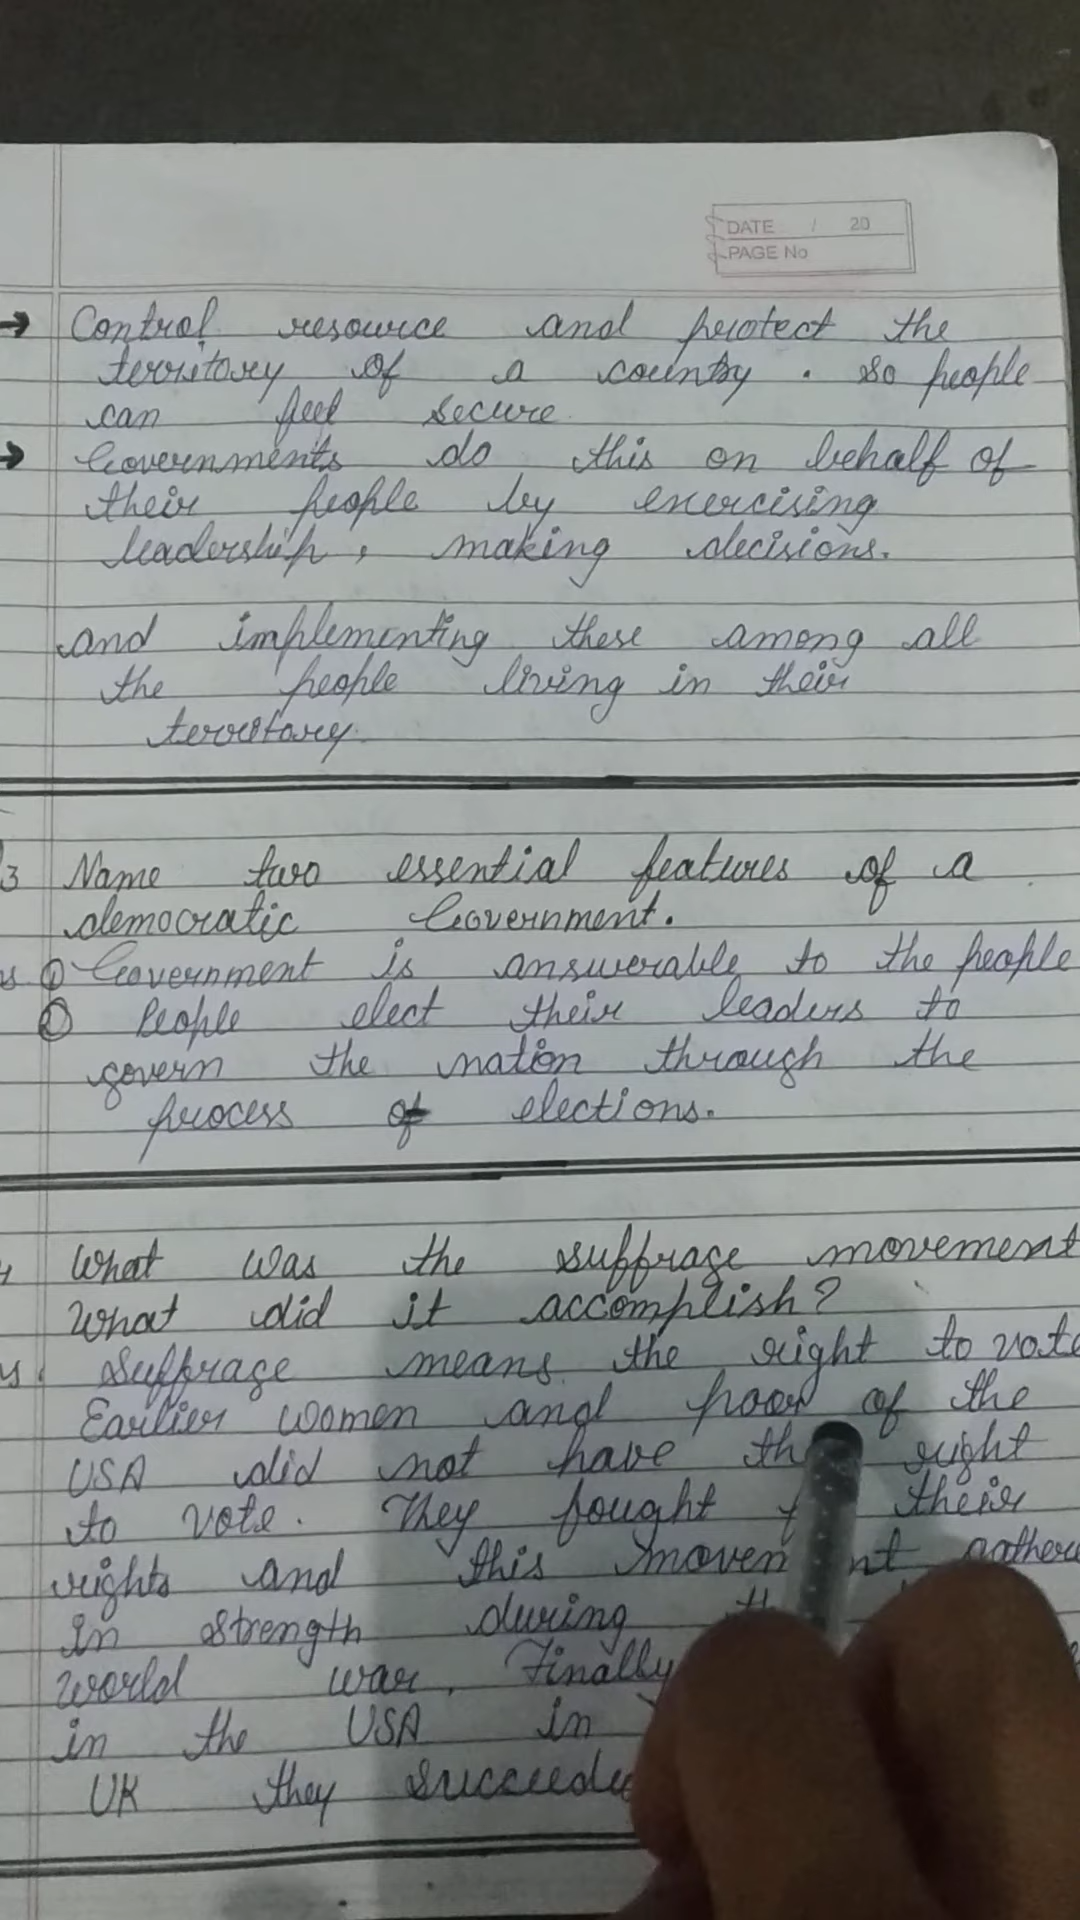 DATE / 20
PAGE No
→ Control resource and protect the
territory of a country. so people
can feel secure.
→ Governments do this on behalf of
their people by exercising
leadership, making decisions.
and implementing these among all
the people living in their
territory.
3 Name two essential features of a
democratic Government.
① Government is answerable to the people
② People elect their leaders to
govern the nation through the
process of elections.
What was the suffrage movement
What did it accomplish?
Suffrage means the right to vote
Earlier women and poor of the
USA did not have right
to vote. They fought their
rights and this
in strength during
world war. Finally
in the USA in
UK they